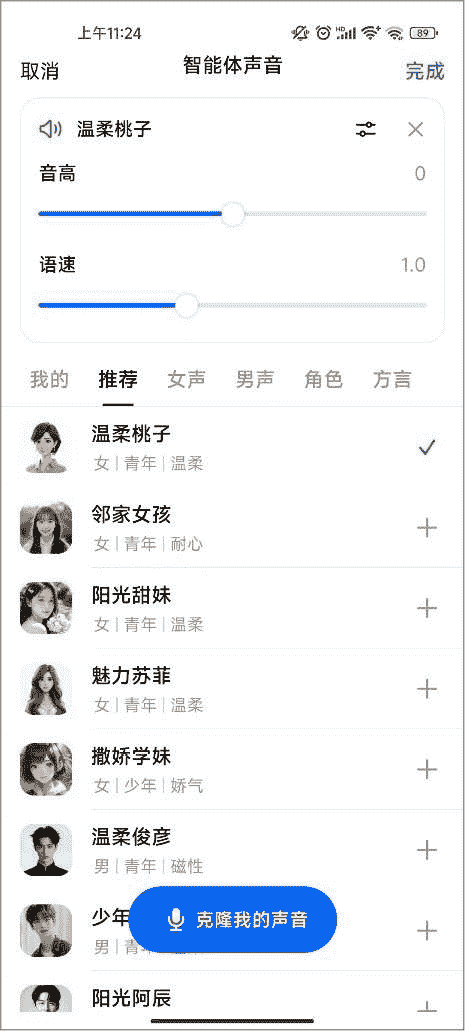 上午11:24 HD 89
取消 智能体声音 完成
温柔桃子
音高 0
语速 1.0
我的 推荐 女声 男声 角色 方言
温柔桃子
女 | 青年 | 温柔
邻家女孩
女 | 青年 | 耐心
阳光甜妹
女 | 青年 | 温柔
魅力苏菲
女 | 青年 | 温柔
撒娇学妹
女 | 少年 | 娇气
温柔俊彦
男 | 青年 | 磁性
少年
男 | 青
克隆我的声音
阳光阿辰